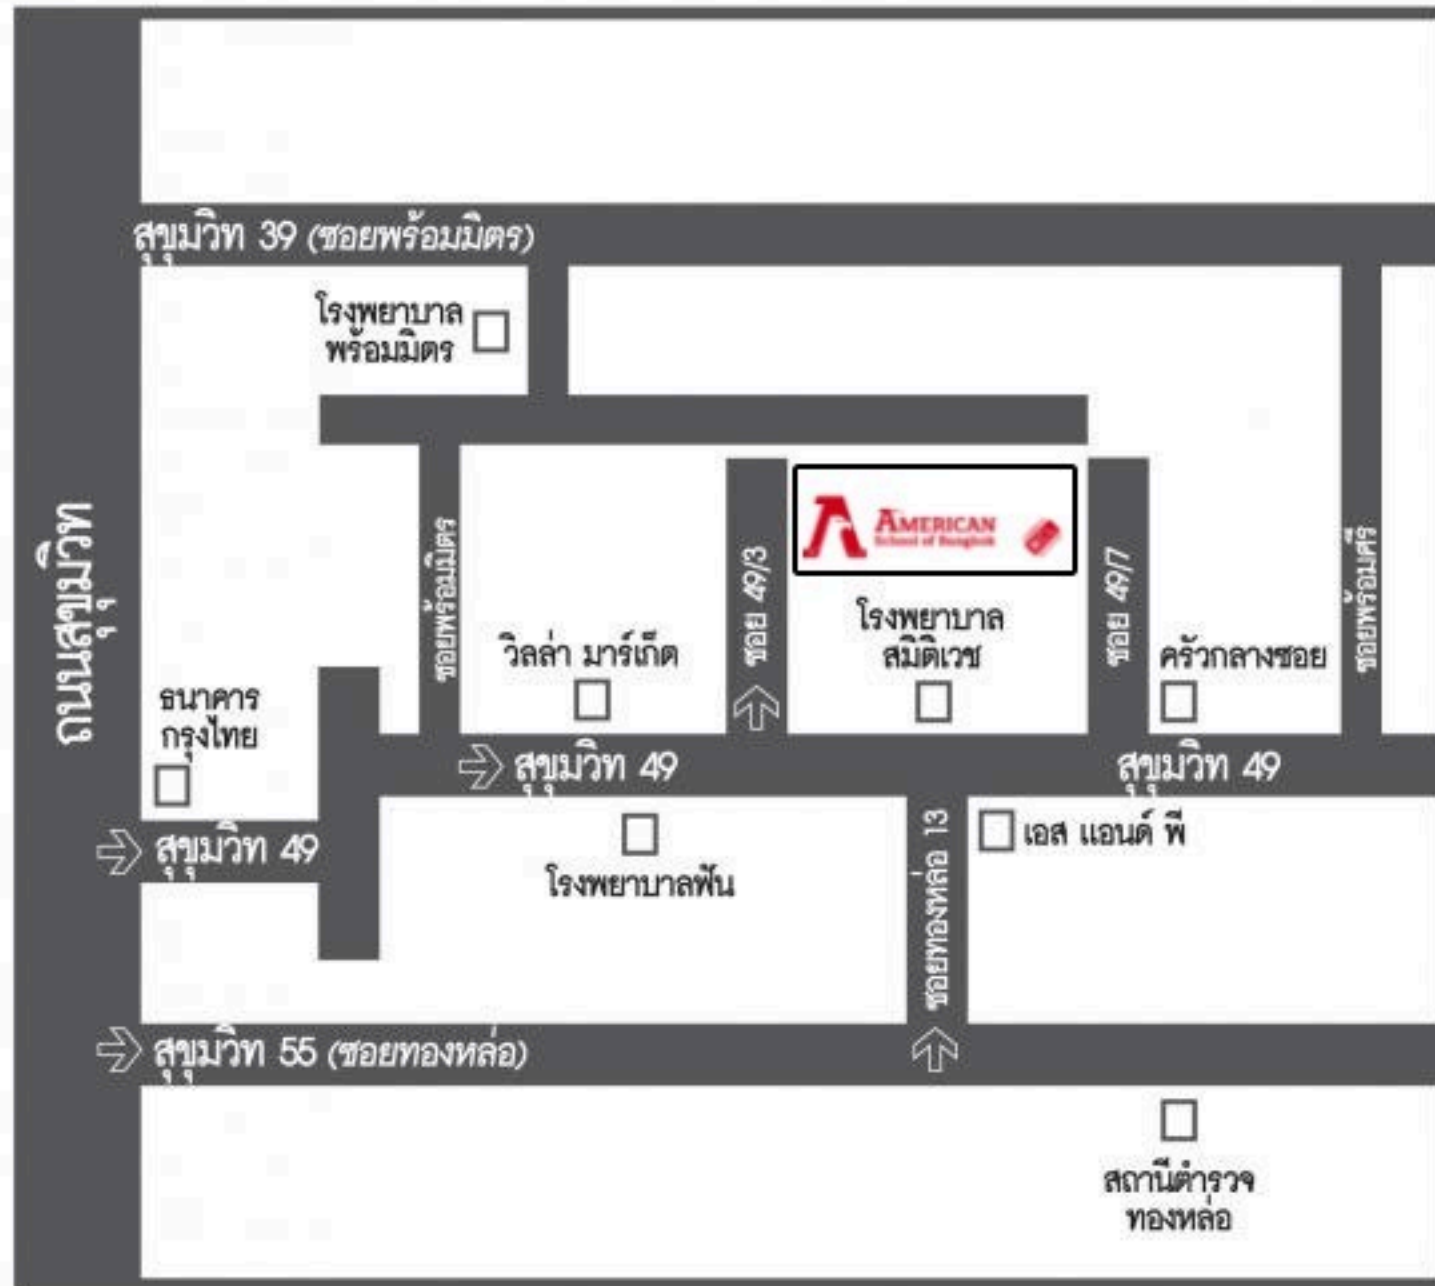 สุขุมวิท 39 (ซอยพร้อมมิตร)
โรงพยาบาล
พร้อมมิตร
ถนนสุขุมวิท
ซอยพร้อมมิตร
ซอย 49/3
AMERICAN
School of Bangkok
ซอย 49/7
ซอยพร้อมศรี
โรงพยาบาล
สมิติเวช
วิลล่า มาร์เก็ต
ครัวกลางซอย
ธนาคาร
กรุงไทย
สุขุมวิท 49
สุขุมวิท 49
สุขุมวิท 49
โรงพยาบาลฟัน
ซอยทองหล่อ 13
เอส แอนด์ พี
สุขุมวิท 55 (ซอยทองหล่อ)
สถานีตำรวจ
ทองหล่อ